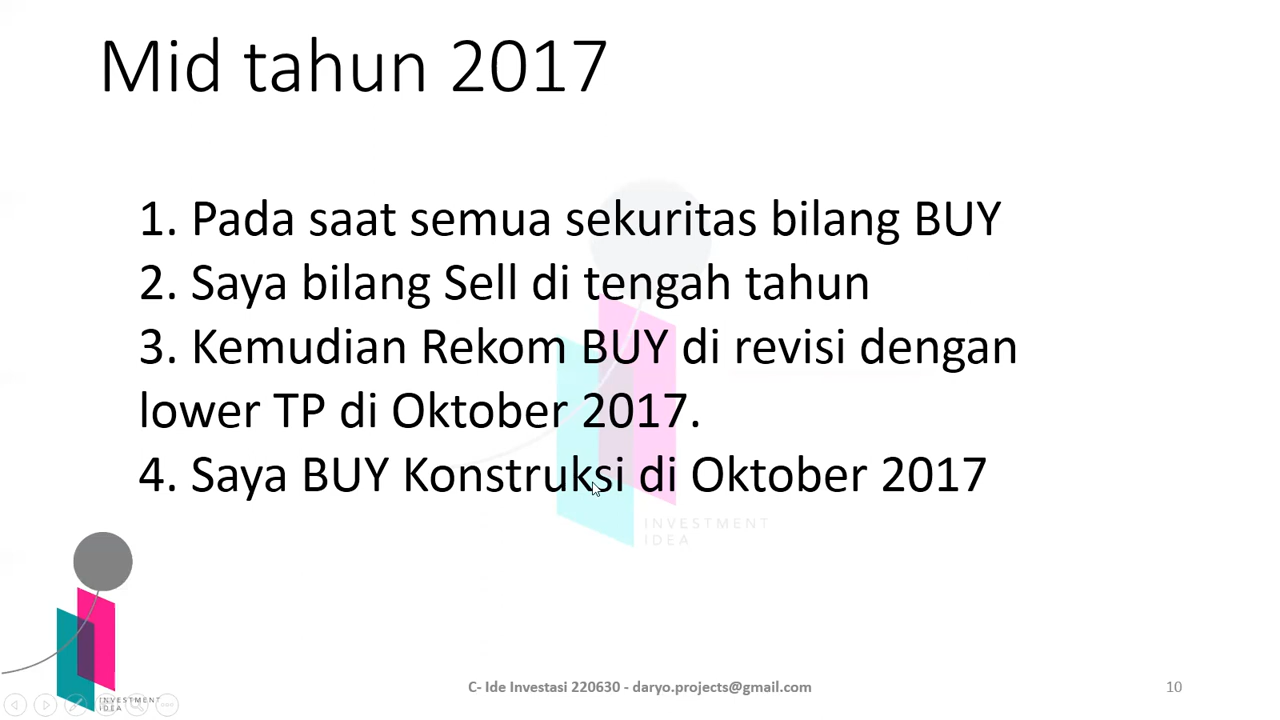 Mid tahun 2017
1. Pada saat semua sekuritas bilang BUY
2. Saya bilang Sell di tengah tahun
3. Kemudian Rekom BUY di revisi dengan
lower TP di Oktober 2017.
4. Saya BUY Konstruksi di Oktober 2017
INVESTMENT
IDEA
INVESTMENT
IDEA
C- Ide Investasi 220630 - daryo.projects@gmail.com
10